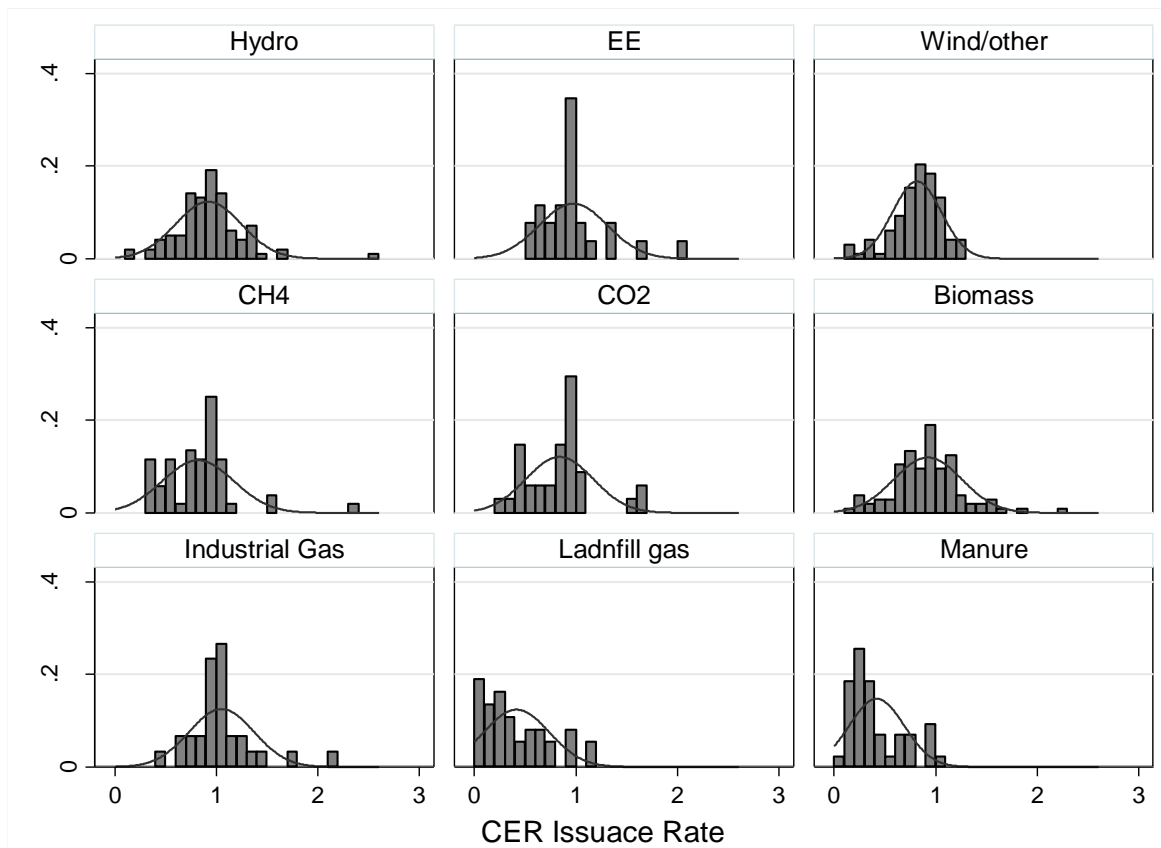 Hydro EE Wind/other
.4
.2
0
CH4 CO2 Biomass
.4
.2
0
Industrial Gas Ladnfill gas Manure
.4
.2
0
0 1 2 3 0 1 2 3 0 1 2 3
CER Issuace Rate